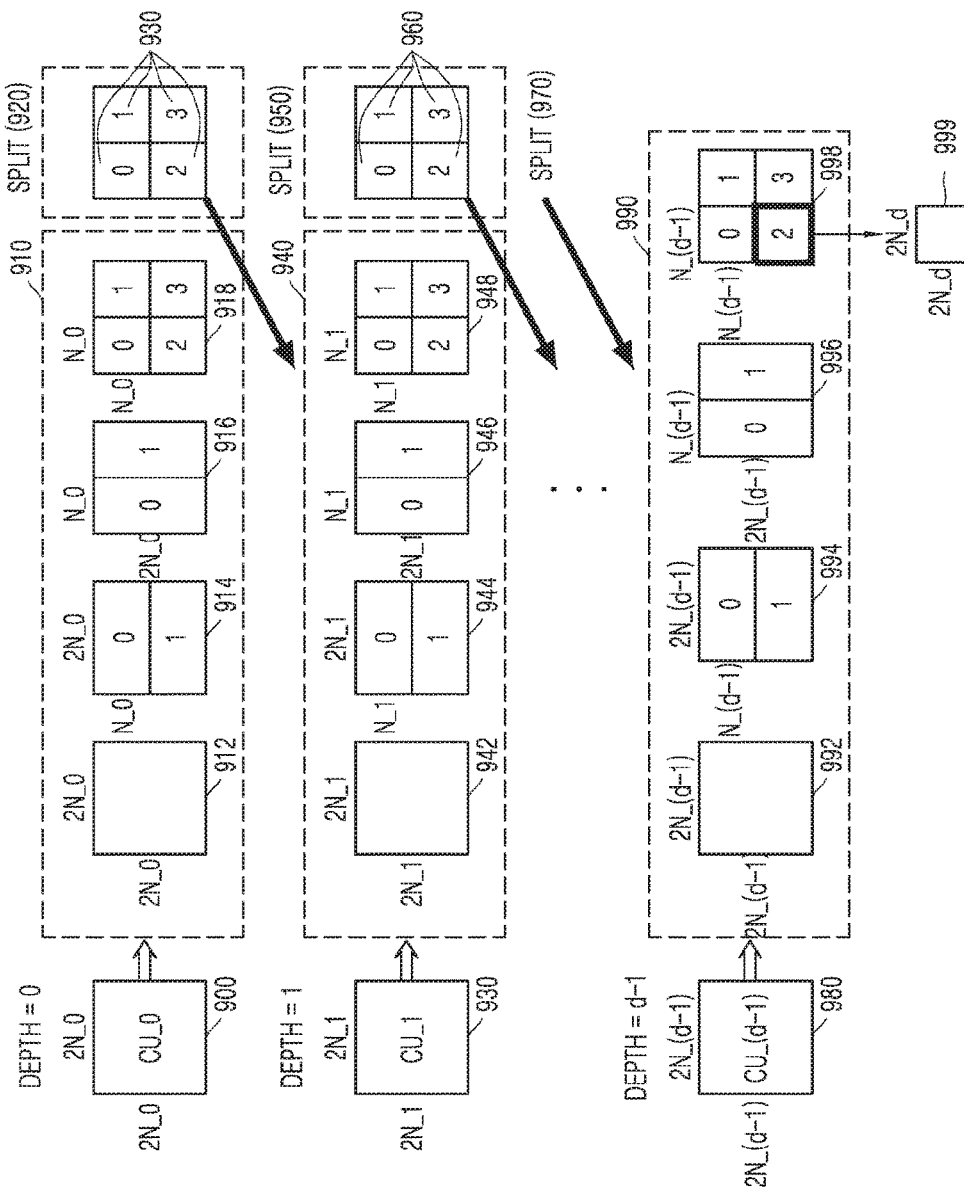 DEPTH = 0
2N_0
2N_0
CU_0
900
910
2N_0
2N_0
912
2N_0
N_0
0
1
914
N_0
2N_0
0
1
916
N_0
N_0
0
1
2
3
918
SPLIT (920)
0
1
2
3
930
DEPTH = 1
2N_1
2N_1
CU_1
930
940
2N_1
2N_1
942
2N_1
N_1
0
1
944
N_1
2N_1
0
1
946
N_1
N_1
0
1
2
3
948
SPLIT (950)
0
1
2
3
960
. . .
SPLIT (970)
DEPTH = d-1
2N_(d-1)
2N_(d-1)
CU_(d-1)
980
990
2N_(d-1)
2N_(d-1)
992
2N_(d-1)
N_(d-1)
0
1
994
N_(d-1)
2N_(d-1)
0
1
996
N_(d-1)
N_(d-1)
0
1
2
3
998
2N_d
2N_d
999